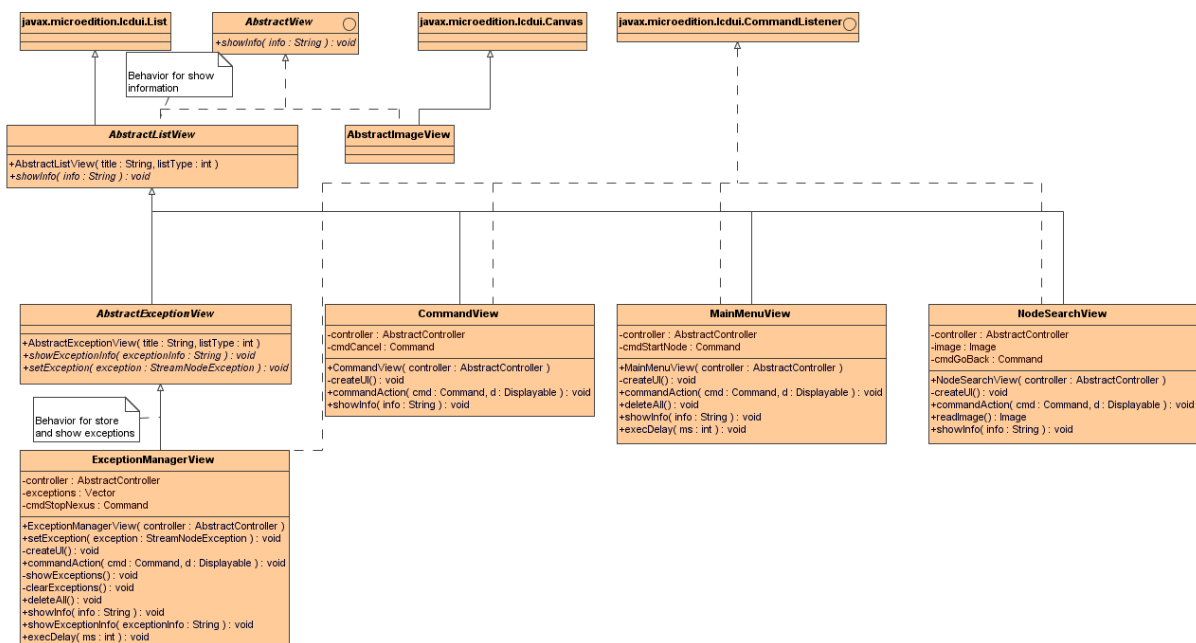 javax.microedition.lcdui.List
AbstractView
+showInfo( info : String ) : void
javax.microedition.lcdui.Canvas
javax.microedition.lcdui.CommandListener
Behavior for show
information
AbstractListView
+AbstractListView( title : String, listType : int )
+showInfo( info : String ) : void
AbstractImageView
AbstractExceptionView
+AbstractExceptionView( title : String, listType : int )
+showExceptionInfo( exceptionInfo : String ) : void
+setException( exception : StreamNodeException ) : void
CommandView
-controller : AbstractController
-cmdCancel : Command
+CommandView( controller : AbstractController )
-createUI() : void
+commandAction( cmd : Command, d : Displayable ) : void
+showInfo( info : String ) : void
MainMenuView
-controller : AbstractController
-cmdStartNode : Command
+MainMenuView( controller : AbstractController )
-createUI() : void
+commandAction( cmd : Command, d : Displayable ) : void
+deleteAll() : void
+showInfo( info : String ) : void
+execDelay( ms : int ) : void
NodeSearchView
-controller : AbstractController
-image : Image
-cmdGoBack : Command
+NodeSearchView( controller : AbstractController )
-createUI() : void
+commandAction( cmd : Command, d : Displayable ) : void
+readImage() : Image
+showInfo( info : String ) : void
Behavior for store
and show exceptions
ExceptionManagerView
-controller : AbstractController
-exceptions : Vector
-cmdStopNexus : Command
+ExceptionManagerView( controller : AbstractController )
+setException( exception : StreamNodeException ) : void
-createUI() : void
+commandAction( cmd : Command, d : Displayable ) : void
-showExceptions() : void
-clearExceptions() : void
+deleteAll() : void
+showInfo( info : String ) : void
+showExceptionInfo( exceptionInfo : String ) : void
+execDelay( ms : int ) : void